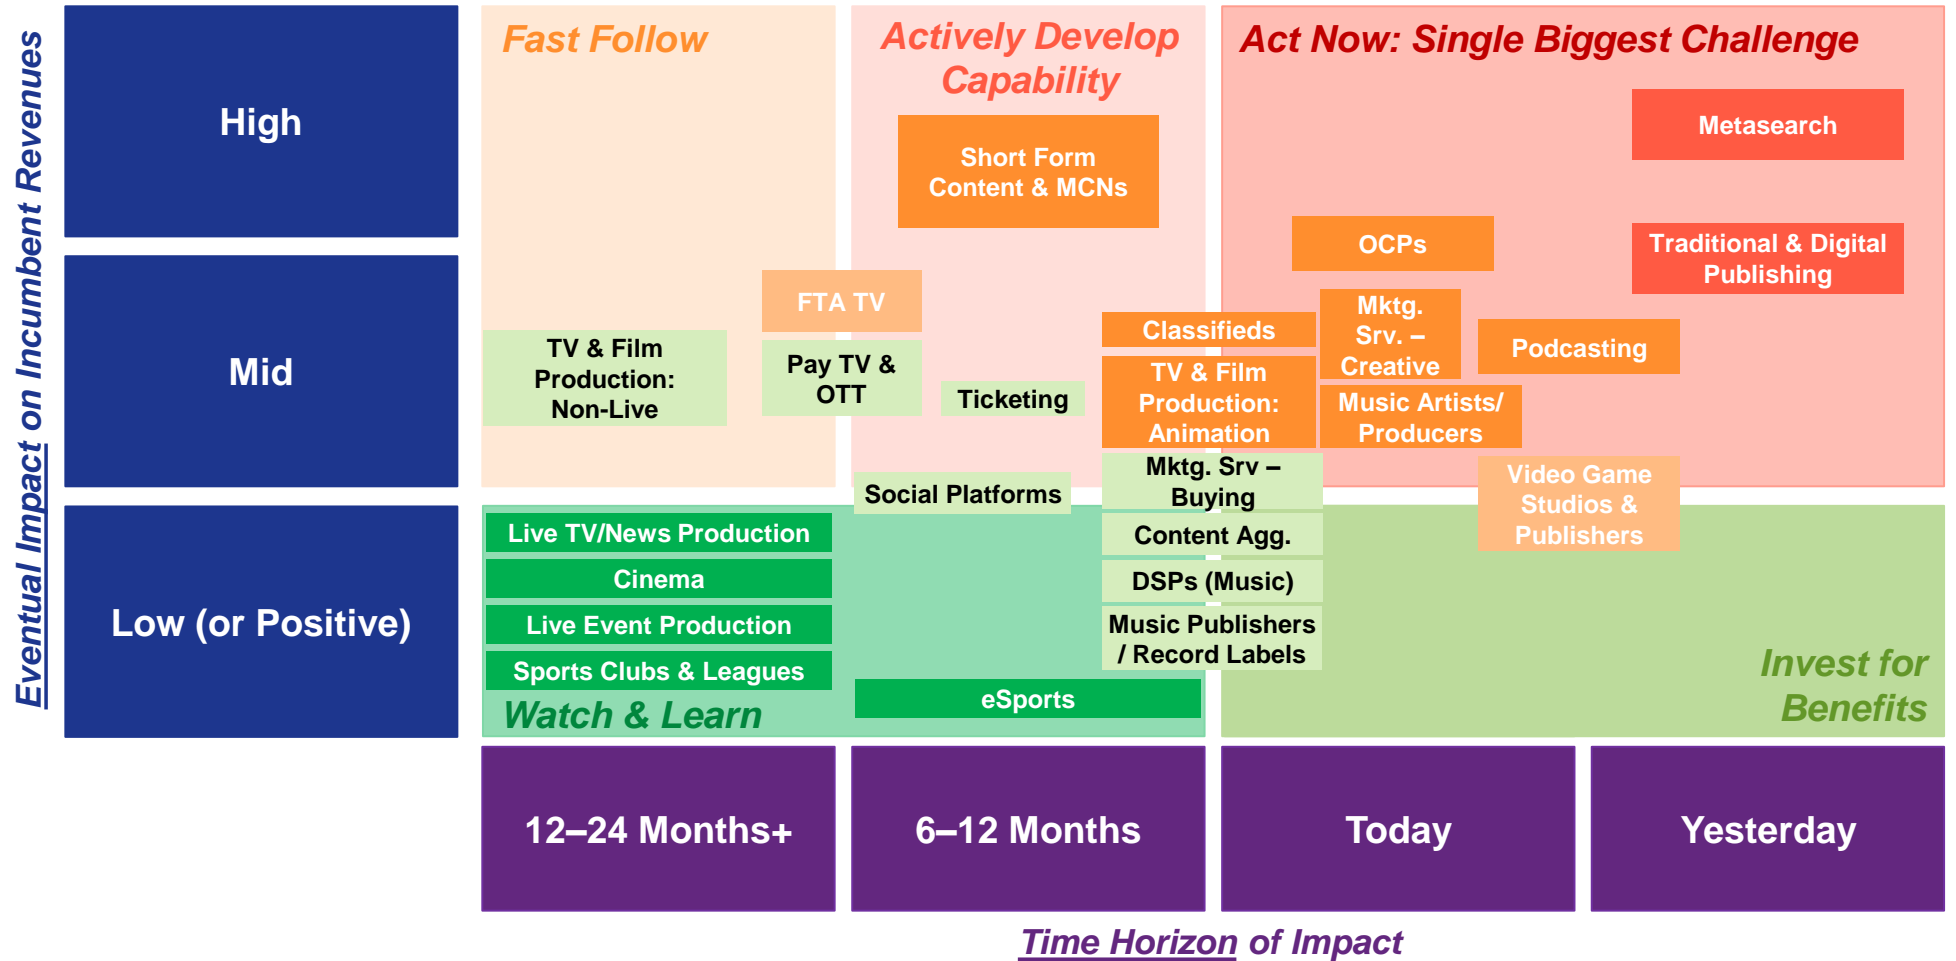 Eventual Impact on Incumbent Revenues
High
Mid
Low (or Positive)
Fast Follow
Actively Develop
Capability
Act Now: Single Biggest Challenge
Metasearch
Short Form
Content & MCNs
OCPs
Traditional & Digital
Publishing
FTA TV
Classifieds
Mktg.
Srv. –
Creative
Podcasting
TV & Film
Production:
Non-Live
Pay TV &
OTT
Ticketing
TV & Film
Production:
Animation
Music Artists/
Producers
Social Platforms
Mktg. Srv –
Buying
Video Game
Studios &
Publishers
Live TV/News Production
Content Agg.
Cinema
DSPs (Music)
Live Event Production
Music Publishers
/ Record Labels
Sports Clubs & Leagues
eSports
Watch & Learn
Invest for
Benefits
12–24 Months+
6–12 Months
Today
Yesterday
Time Horizon of Impact